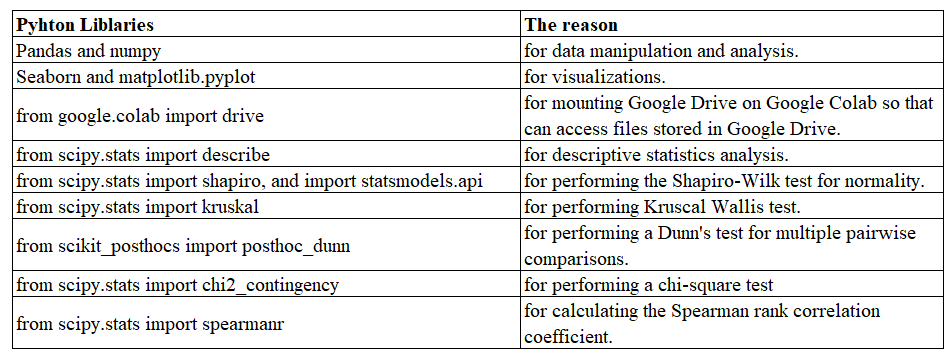 Pyhton Liblaries
The reason
Pandas and numpy
for data manipulation and analysis.
Seaborn and matplotlib.pyplot
for visualizations.
from google.colab import drive
for mounting Google Drive on Google Colab so that
can access files stored in Google Drive.
from scipy.stats import describe
for descriptive statistics analysis.
from scipy.stats import shapiro, and import statsmodels.api
for performing the Shapiro-Wilk test for normality.
from scipy.stats import kruskal
for performing Kruscal Wallis test.
from scikit_posthocs import posthoc_dunn
for performing a Dunn's test for multiple pairwise
comparisons.
from scipy.stats import chi2_contingency
for performing a chi-square test
from scipy.stats import spearmanr
for calculating the Spearman rank correlation
coefficient.